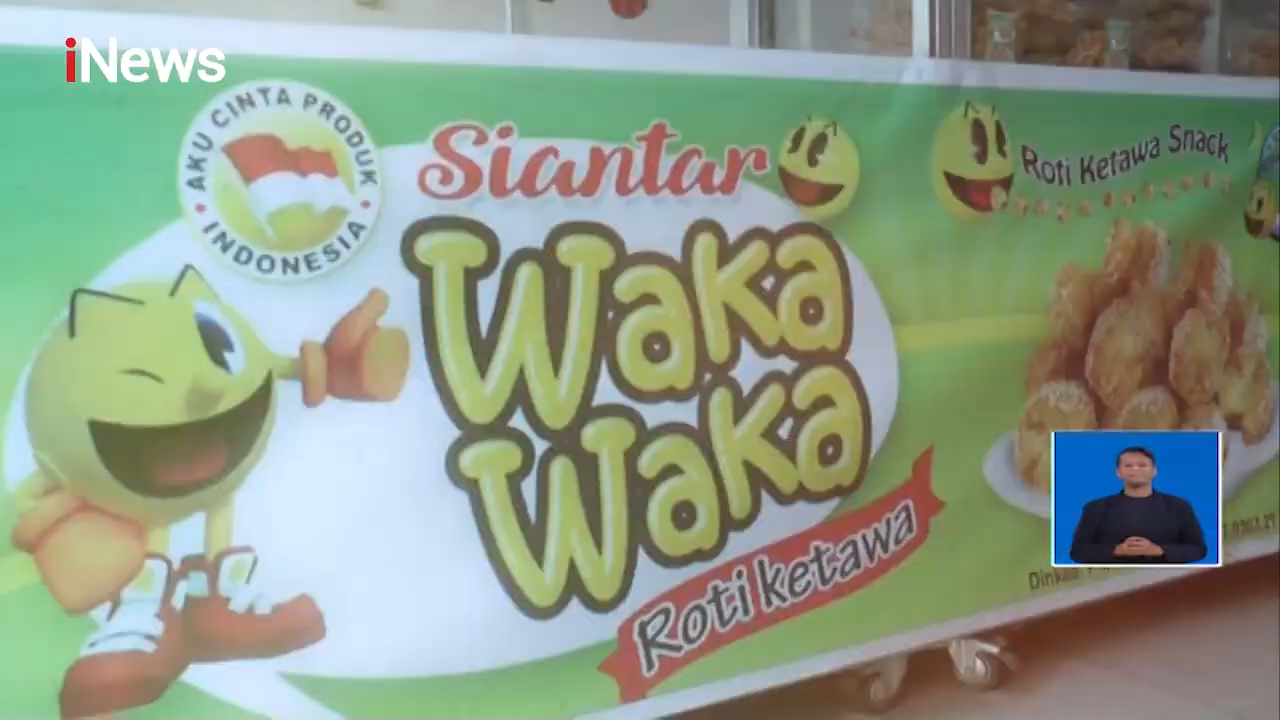 iNews
AKU CINTA PRODUK
INDONESIA
Siantar
Waka
Waka
Roti ketawa
Roti Ketawa Snack